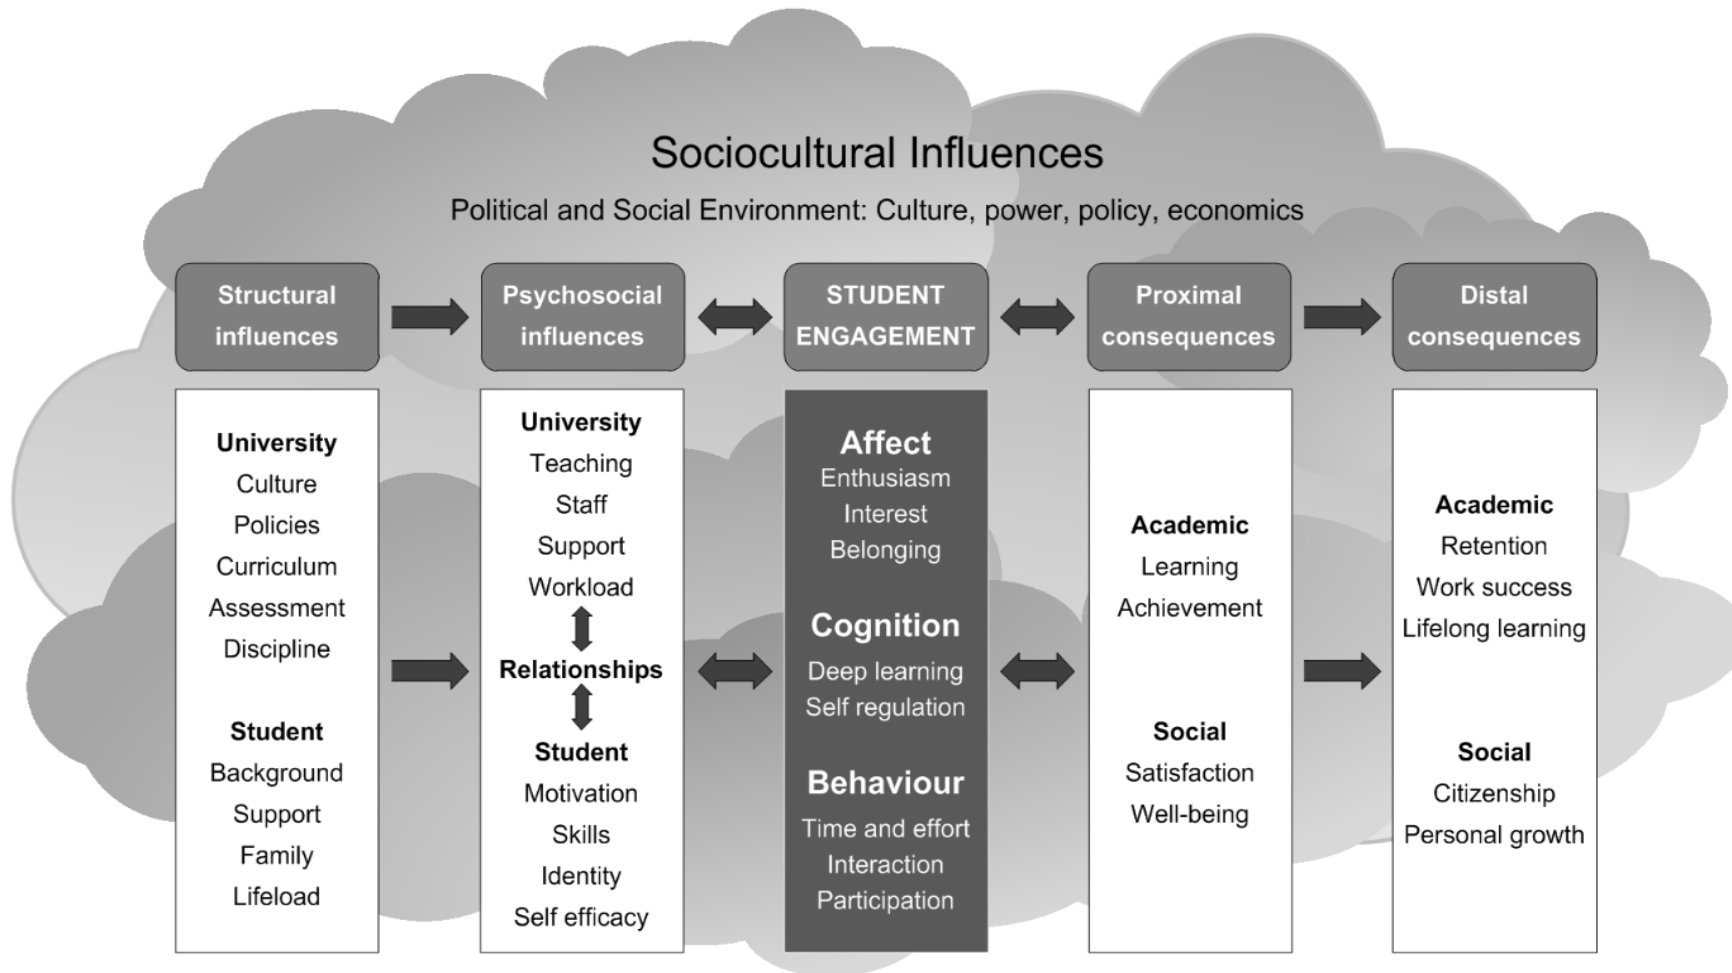 Sociocultural Influences
Political and Social Environment: Culture, power, policy, economics
Structural
influences
Psychosocial
influences
STUDENT
ENGAGEMENT
Proximal
consequences
Distal
consequences
University
Culture
Policies
Curriculum
Assessment
Discipline
Student
Background
Support
Family
Lifeload
University
Teaching
Staff
Support
Workload
Relationships
Student
Motivation
Skills
Identity
Self efficacy
Affect
Enthusiasm
Interest
Belonging
Cognition
Deep learning
Self regulation
Behaviour
Time and effort
Interaction
Participation
Academic
Learning
Achievement
Social
Satisfaction
Well-being
Academic
Retention
Work success
Lifelong learning
Social
Citizenship
Personal growth